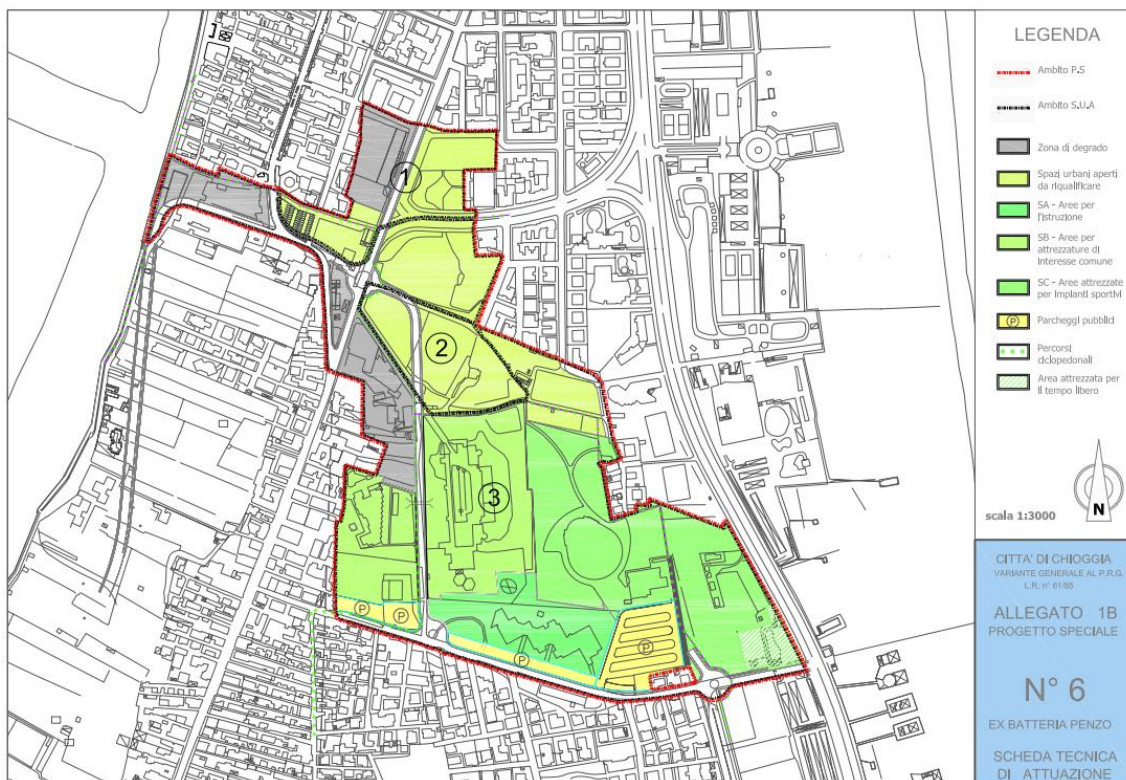 LEGENDA
Ambito P.S
Ambito S.U.A
Zona di degrado
Spazi urbani aperti
da riqualificare
SA - Aree per
l'istruzione
SB - Aree per
attrezzature di
interesse comune
SC - Aree attrezzate
per impianti sportivi
P
Parcheggi pubblici
Percorsi
ciclopedonali
Area attrezzata per
il tempo libero
scala 1:3000
N
CITTA' DI CHIOGGIA
VARIANTE GENERALE AL P.R.G.
L.R. n° 61/85
ALLEGATO 1B
PROGETTO SPECIALE
N° 6
EX BATTERIA PENZO
SCHEDA TECNICA
DI ATTUAZIONE
1
2
3
P
P
P
P